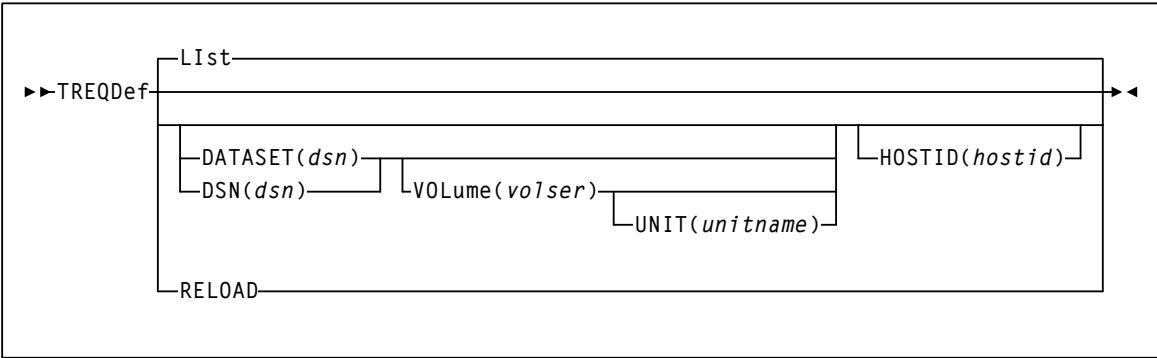 LIst
►►TREQDef ►◄
DATASET(dsn) HOSTID(hostid)
DSN(dsn) VOLume(volser)
UNIT(unitname)
RELOAD